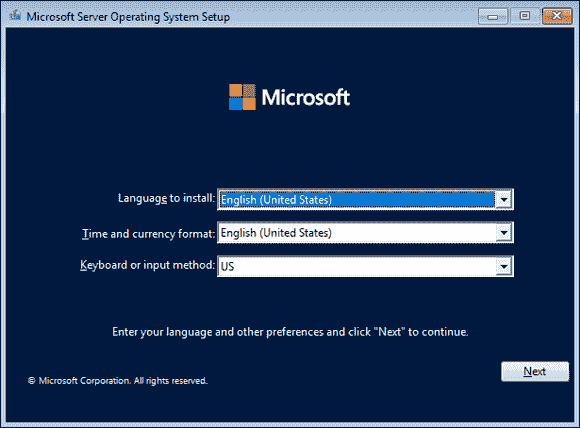 Microsoft Server Operating System Setup
Microsoft
Language to install: English (United States)
Time and currency format: English (United States)
Keyboard or input method: US
Enter your language and other preferences and click "Next" to continue.
© Microsoft Corporation. All rights reserved.
Next